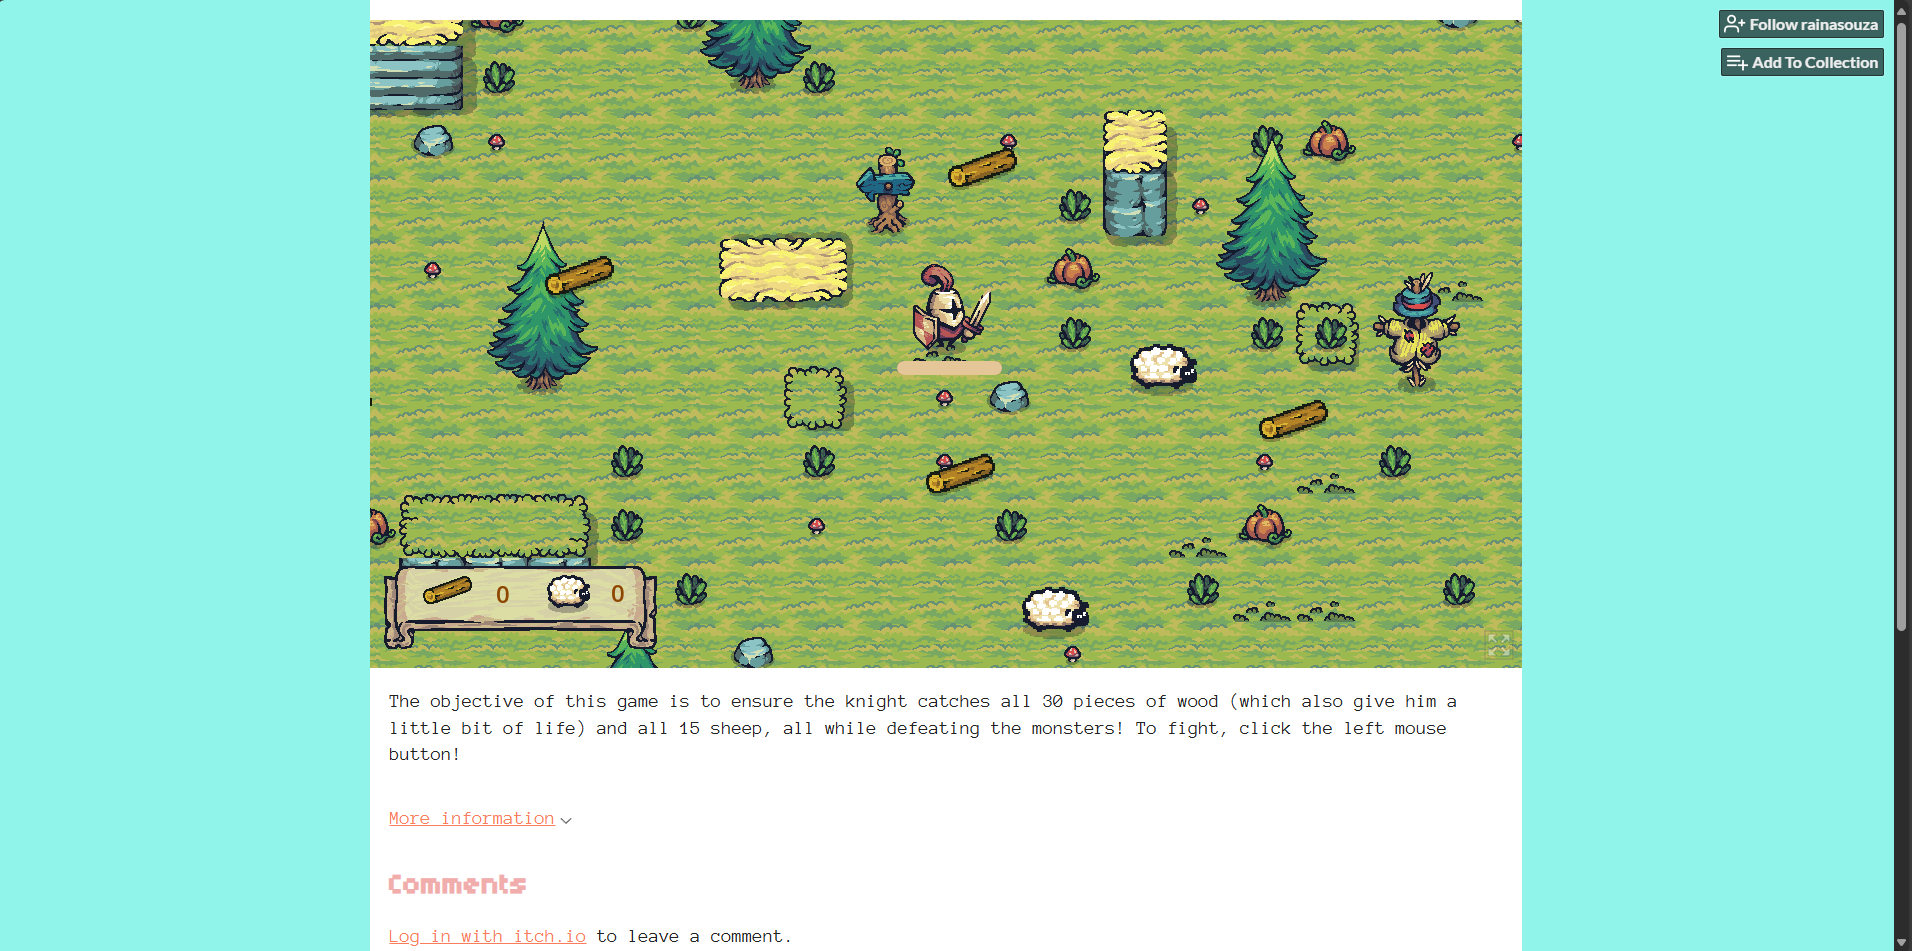 Follow rainasouza
Add To Collection
0 0
The objective of this game is to ensure the knight catches all 30 pieces of wood (which also give him a
little bit of life) and all 15 sheep, all while defeating the monsters! To fight, click the left mouse
button!
More information
Comments
Log in with itch.io to leave a comment.